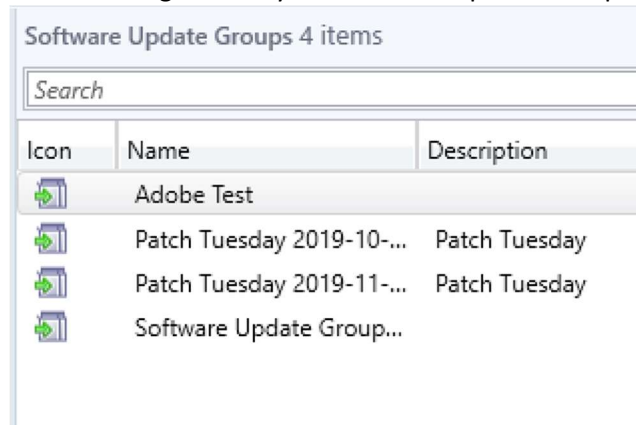 Software Update Groups 4 items
Search
Icon Name Description
Adobe Test
Patch Tuesday 2019-10-... Patch Tuesday
Patch Tuesday 2019-11-... Patch Tuesday
Software Update Group...